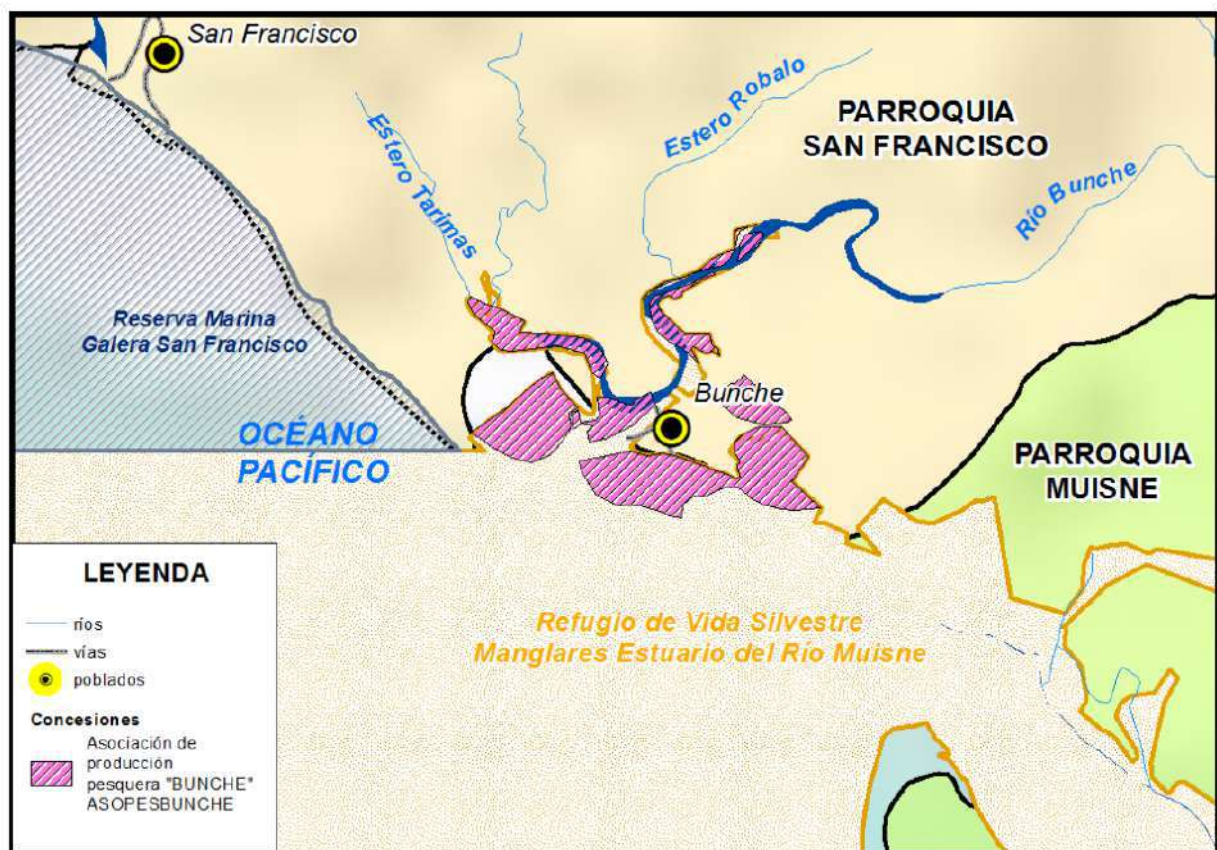 San Francisco
Estero Tarimas
Estero Robalo
PARROQUIA
SAN FRANCISCO
Río Bunche
Reserva Marina
Galera San Francisco
Bunche
OCÉANO
PACÍFICO
PARROQUIA
MUISNE
Refugio de Vida Silvestre
Manglares Estuario del Río Muisne
LEYENDA
ríos
vías
poblados
Concesiones
Asociación de
producción
pesquera "BUNCHE"
ASOPESBUNCHE